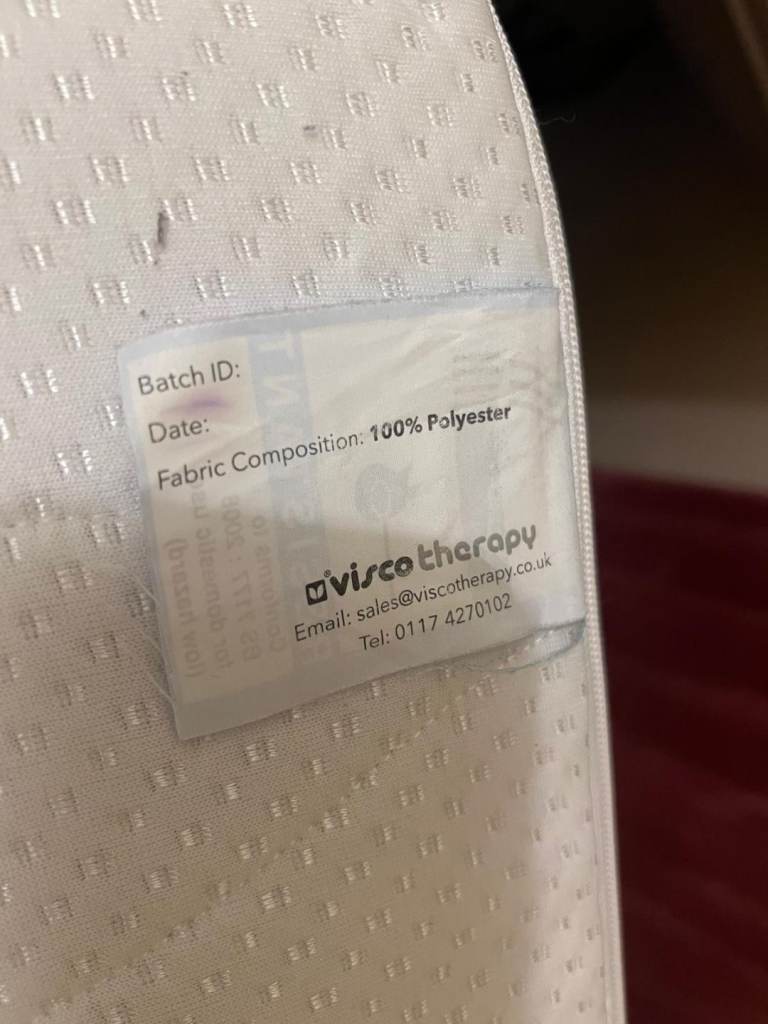 Batch ID:
Date:
Fabric Composition: 100% Polyester
visco therapy
Email: sales@viscotherapy.co.uk
Tel: 0117 4270102